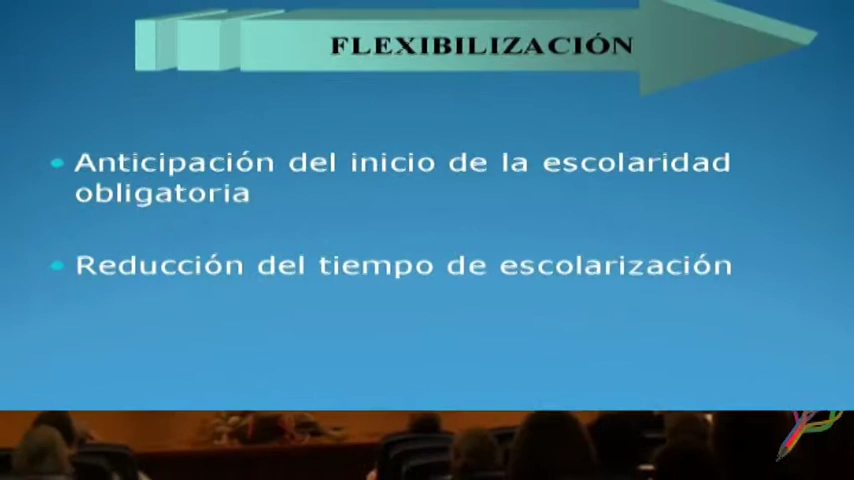 FLEXIBILIZACIÓN
Anticipación del inicio de la escolaridad
obligatoria
Reducción del tiempo de escolarización